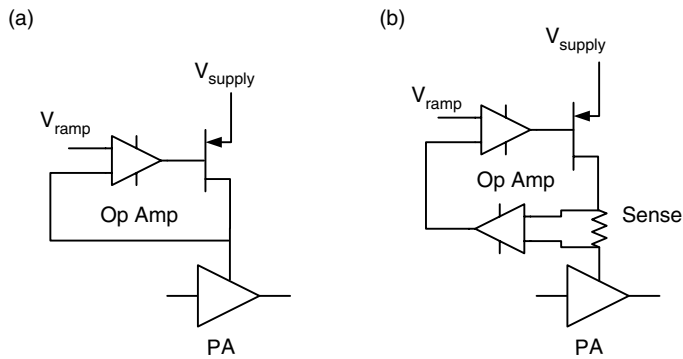 (a)
V_supply
V_ramp
Op Amp
PA
(b)
V_supply
V_ramp
Op Amp
Sense
PA